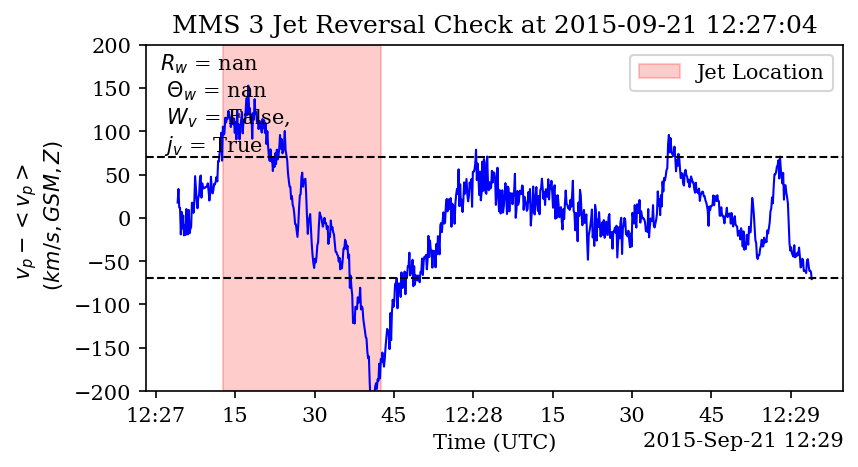 MMS 3 Jet Reversal Check at 2015-09-21 12:27:04
200
150
100
50
0
−50
−100
−150
−200
v_p − < v_p >
(km/s, GSM, Z)
R_w = nan
Θ_w = nan
W_v = False,
j_v = True
Jet Location
12:27 15 30 45 12:28 15 30 45 12:29
Time (UTC)
2015-Sep-21 12:29